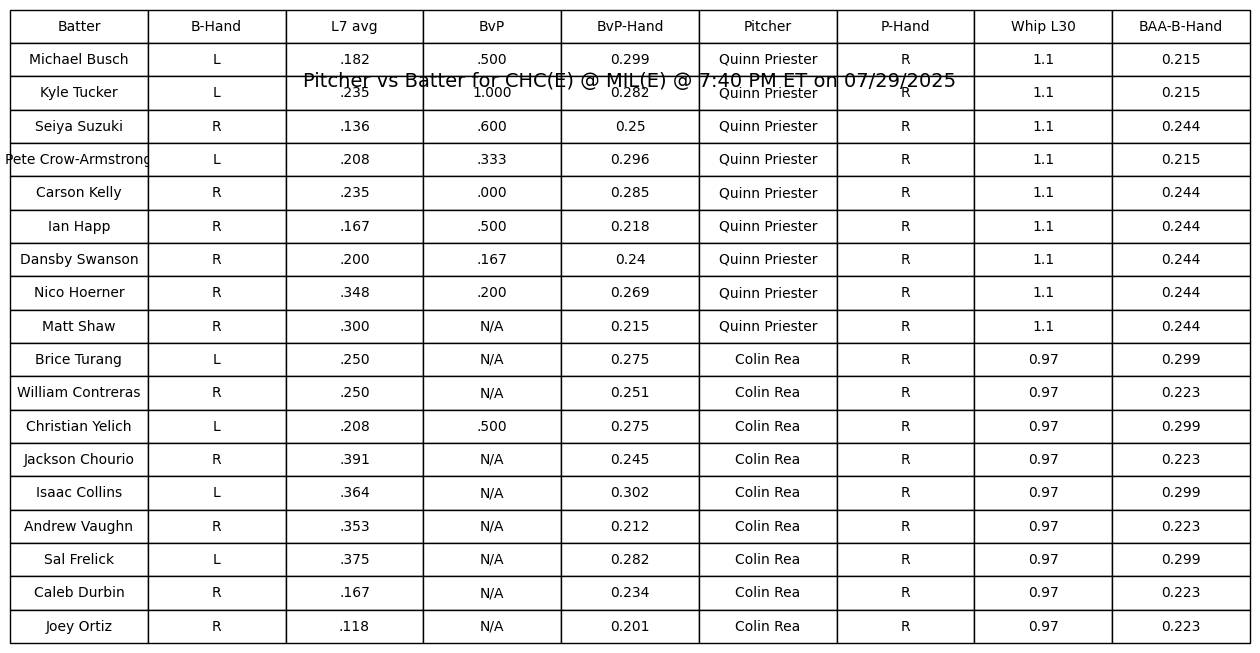 Batter B-Hand L7 avg BvP BvP-Hand Pitcher P-Hand Whip L30 BAA-B-Hand
Michael Busch L .182 .500 0.299 Quinn Priester R 1.1 0.215
Pitcher vs Batter for CHC(E) @ MIL(E) @ 7:40 PM ET on 07/29/2025
Kyle Tucker L .235 1.000 0.282 Quinn Priester R 1.1 0.215
Seiya Suzuki R .136 .600 0.25 Quinn Priester R 1.1 0.244
Pete Crow-Armstrong L .208 .333 0.296 Quinn Priester R 1.1 0.215
Carson Kelly R .235 .000 0.285 Quinn Priester R 1.1 0.244
Ian Happ R .167 .500 0.218 Quinn Priester R 1.1 0.244
Dansby Swanson R .200 .167 0.24 Quinn Priester R 1.1 0.244
Nico Hoerner R .348 .200 0.269 Quinn Priester R 1.1 0.244
Matt Shaw R .300 N/A 0.215 Quinn Priester R 1.1 0.244
Brice Turang L .250 N/A 0.275 Colin Rea R 0.97 0.299
William Contreras R .250 N/A 0.251 Colin Rea R 0.97 0.223
Christian Yelich L .208 .500 0.275 Colin Rea R 0.97 0.299
Jackson Chourio R .391 N/A 0.245 Colin Rea R 0.97 0.223
Isaac Collins L .364 N/A 0.302 Colin Rea R 0.97 0.299
Andrew Vaughn R .353 N/A 0.212 Colin Rea R 0.97 0.223
Sal Frelick L .375 N/A 0.282 Colin Rea R 0.97 0.299
Caleb Durbin R .167 N/A 0.234 Colin Rea R 0.97 0.223
Joey Ortiz R .118 N/A 0.201 Colin Rea R 0.97 0.223